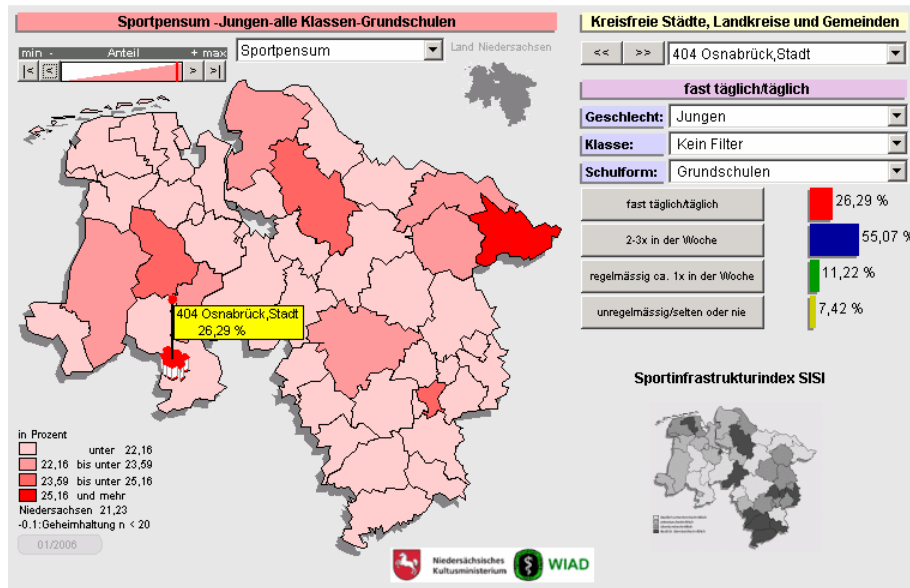 Sportpensum -Jungen-alle Klassen-Grundschulen
Kreisfreie Städte, Landkreise und Gemeinden
min - Anteil + max
|< < > >|
Sportpensum
Land Niedersachsen
<< >> 404 Osnabrück,Stadt
fast täglich/täglich
Geschlecht: Jungen
Klasse: Kein Filter
Schulform: Grundschulen
fast täglich/täglich 26,29 %
2-3x in der Woche 55,07 %
regelmässig ca. 1x in der Woche 11,22 %
unregelmässig/selten oder nie 7,42 %
404 Osnabrück,Stadt
26,29 %
Sportinfrastrukturindex SISI
in Prozent
unter 22,16
22,16 bis unter 23,59
23,59 bis unter 25,16
25,16 und mehr
Niedersachsen 21,23
-0.1:Geheimhaltung n < 20
01/2006
Niedersächsisches
Kultusministerium
WIAD